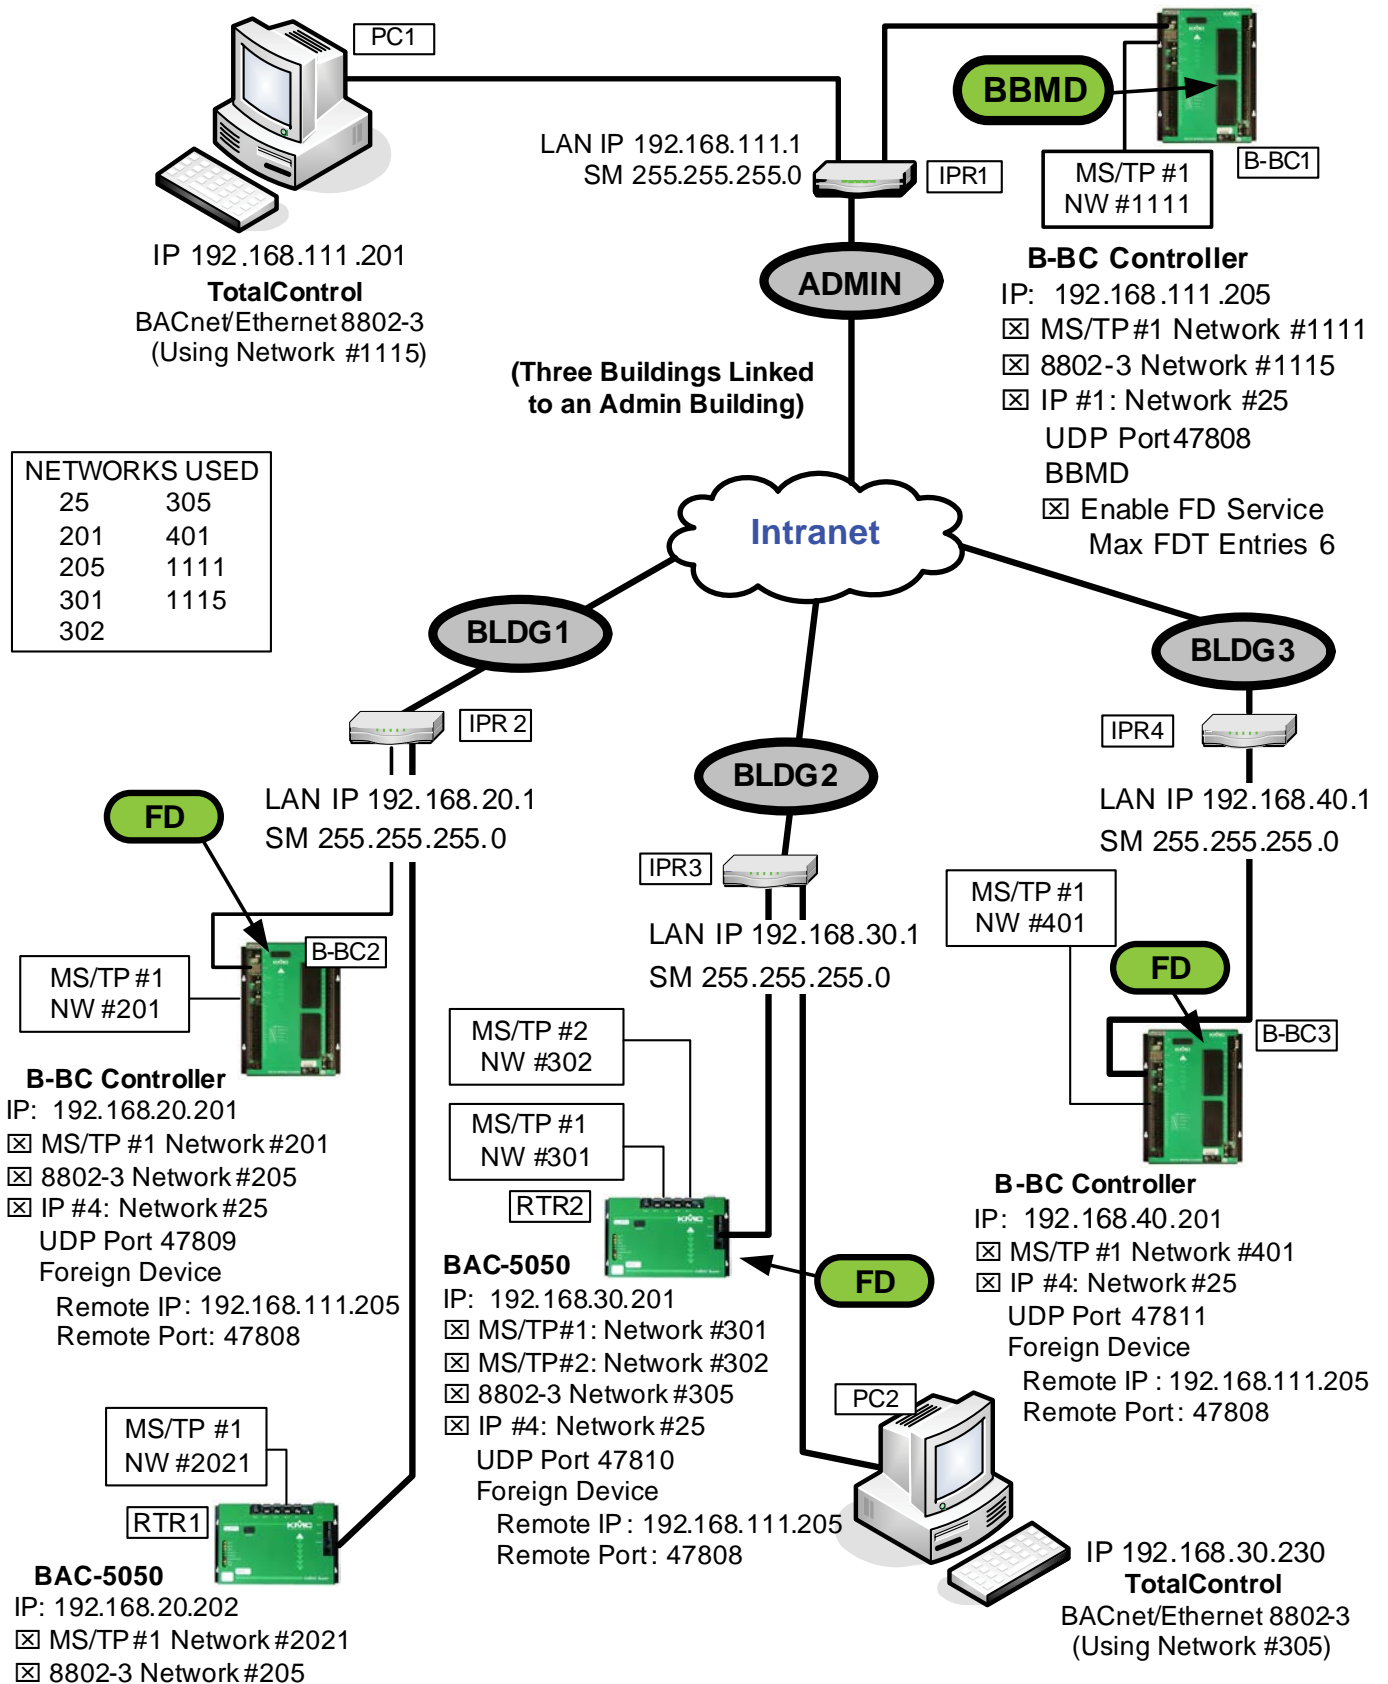 PC1
BBMD
LAN IP 192.168.111.1
SM 255.255.255.0
IPR1
B-BC1
MS/TP #1
NW #1111
IP 192.168.111.201
TotalControl
BACnet/Ethernet 8802-3
(Using Network #1115)
ADMIN
B-BC Controller
IP: 192.168.111.205
☒ MS/TP#1 Network #1111
☒ 8802-3 Network #1115
☒ IP #1: Network #25
UDP Port 47808
BBMD
☒ Enable FD Service
Max FDT Entries 6
(Three Buildings Linked
to an Admin Building)
NETWORKS USED
25 305
201 401
205 1111
301 1115
302
Intranet
BLDG1
BLDG2
BLDG3
IPR 2
LAN IP 192.168.20.1
SM 255.255.255.0
FD
B-BC2
MS/TP #1
NW #201
B-BC Controller
IP: 192.168.20.201
☒ MS/TP #1 Network #201
☒ 8802-3 Network #205
☒ IP #4: Network #25
UDP Port 47809
Foreign Device
Remote IP: 192.168.111.205
Remote Port: 47808
MS/TP #1
NW #2021
RTR1
KMC
BAC-5050
IP: 192.168.20.202
☒ MS/TP#1 Network #2021
☒ 8802-3 Network #205
IPR3
LAN IP 192.168.30.1
SM 255.255.255.0
MS/TP #2
NW #302
MS/TP #1
NW #301
RTR2
KMC
BAC-5050
FD
IP: 192.168.30.201
☒ MS/TP#1: Network #301
☒ MS/TP#2: Network #302
☒ 8802-3 Network #305
☒ IP #4: Network #25
UDP Port 47810
Foreign Device
Remote IP: 192.168.111.205
Remote Port: 47808
PC2
IP 192.168.30.230
TotalControl
BACnet/Ethernet 8802-3
(Using Network #305)
IPR4
LAN IP 192.168.40.1
SM 255.255.255.0
MS/TP #1
NW #401
FD
B-BC3
B-BC Controller
IP: 192.168.40.201
☒ MS/TP #1 Network #401
☒ IP #4: Network #25
UDP Port 47811
Foreign Device
Remote IP : 192.168.111.205
Remote Port: 47808